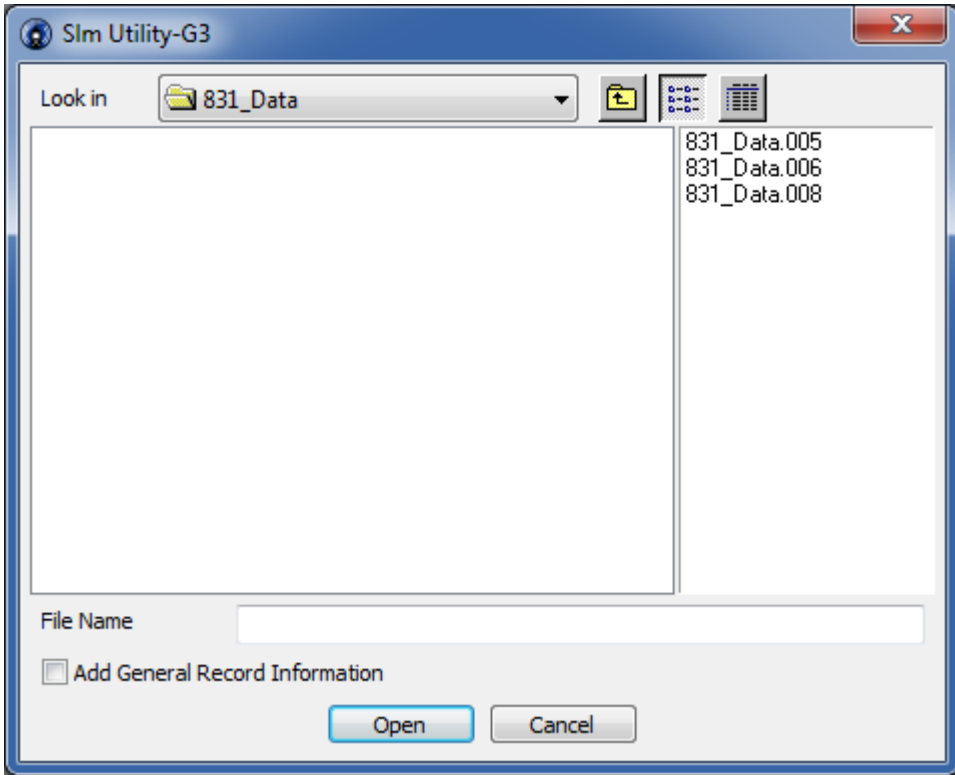 Slm Utility-G3
Look in 831_Data
831_Data.005
831_Data.006
831_Data.008
File Name
Add General Record Information
Open Cancel